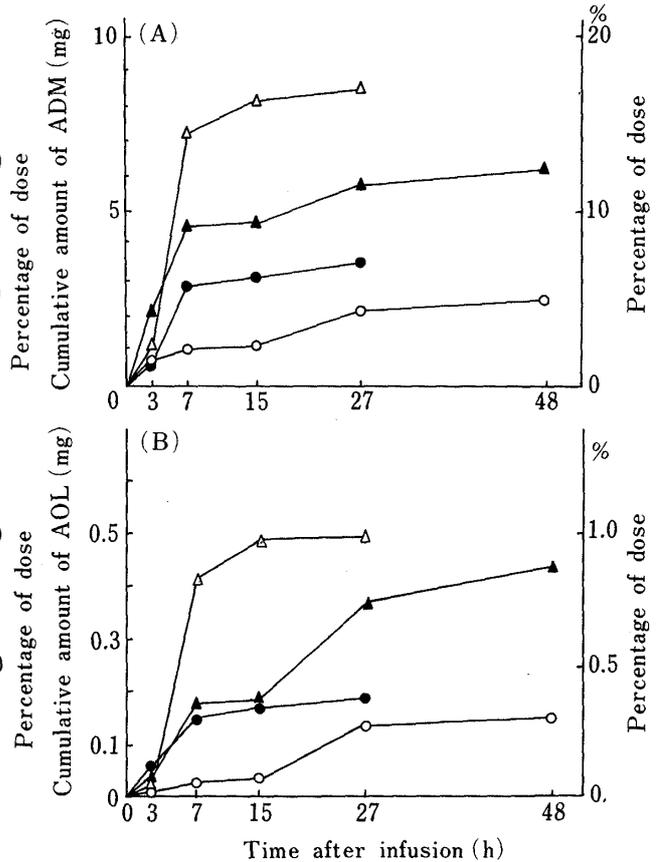 (A)
%
Percentage of dose
Cumulative amount of ADM (mg)
10
5
0 3 7 15 27 48
20
10
0
Percentage of dose
(B)
%
Percentage of dose
Cumulative amount of AOL (mg)
0.5
0.3
0.1
0
0 3 7 15 27 48
1.0
0.5
0.
Percentage of dose
Time after infusion (h)